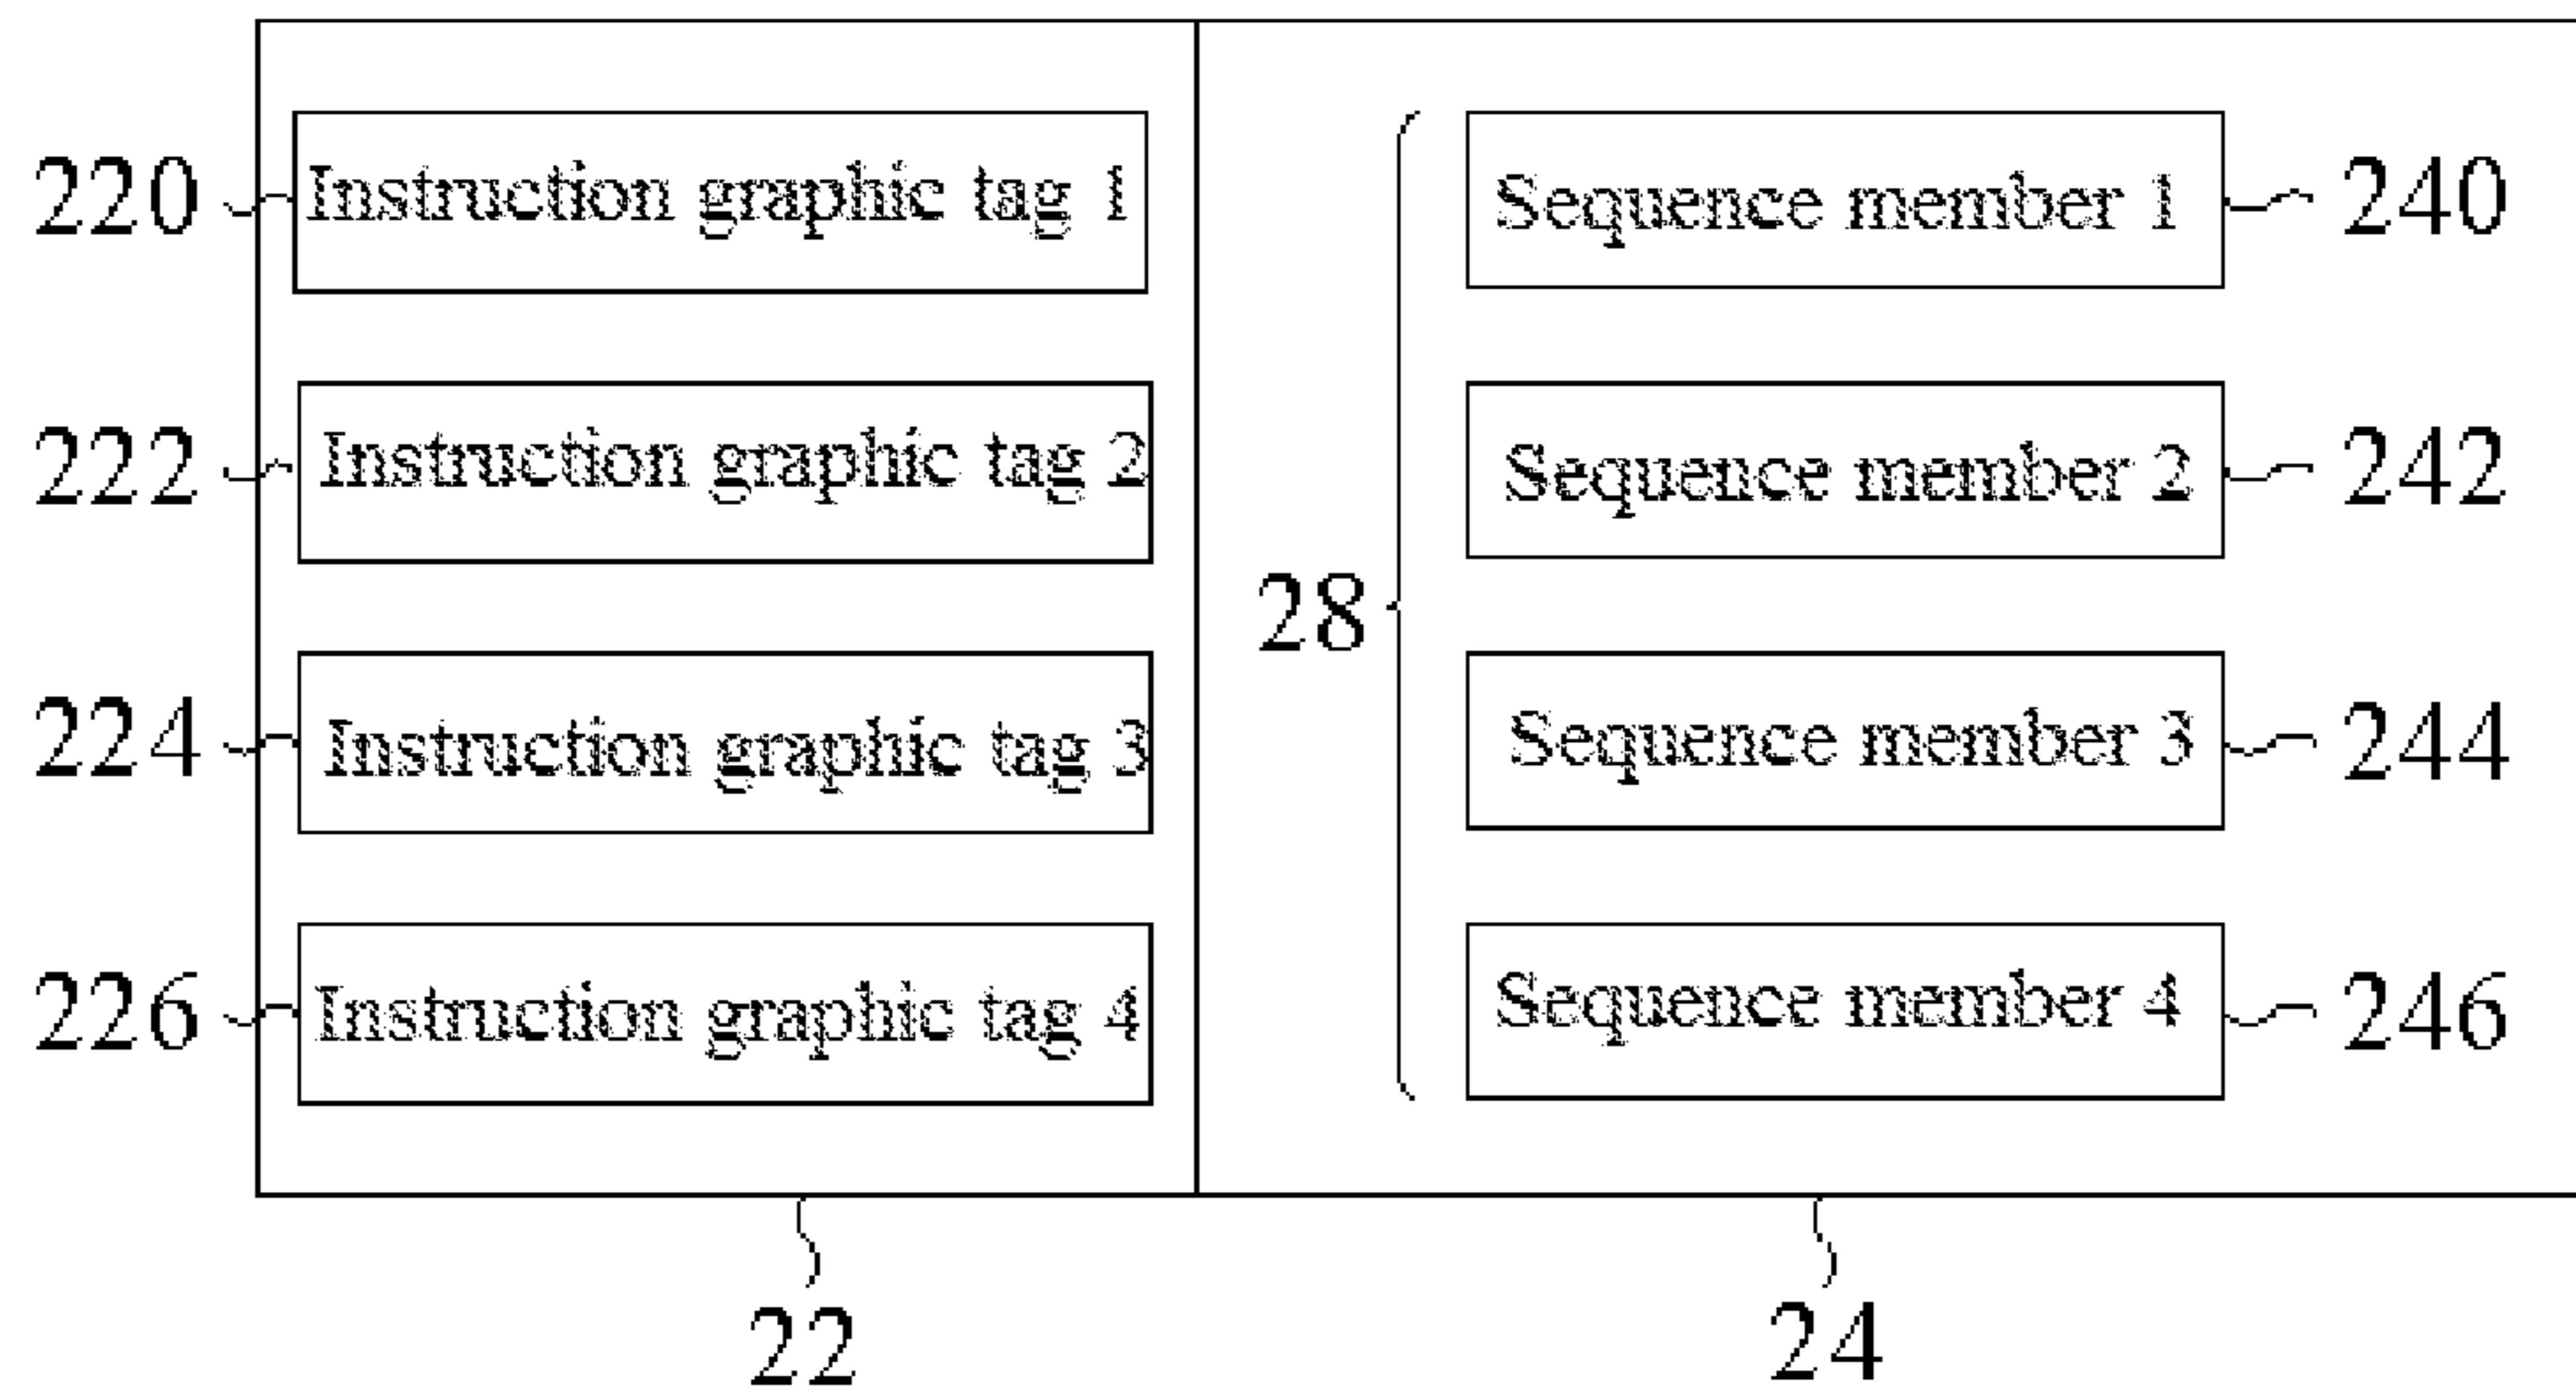 220 Instruction graphic tag 1 Sequence member 1 240
222 Instruction graphic tag 2 Sequence member 2 242
28
224 Instruction graphic tag 3 Sequence member 3 244
226 Instruction graphic tag 4 Sequence member 4 246
22 24